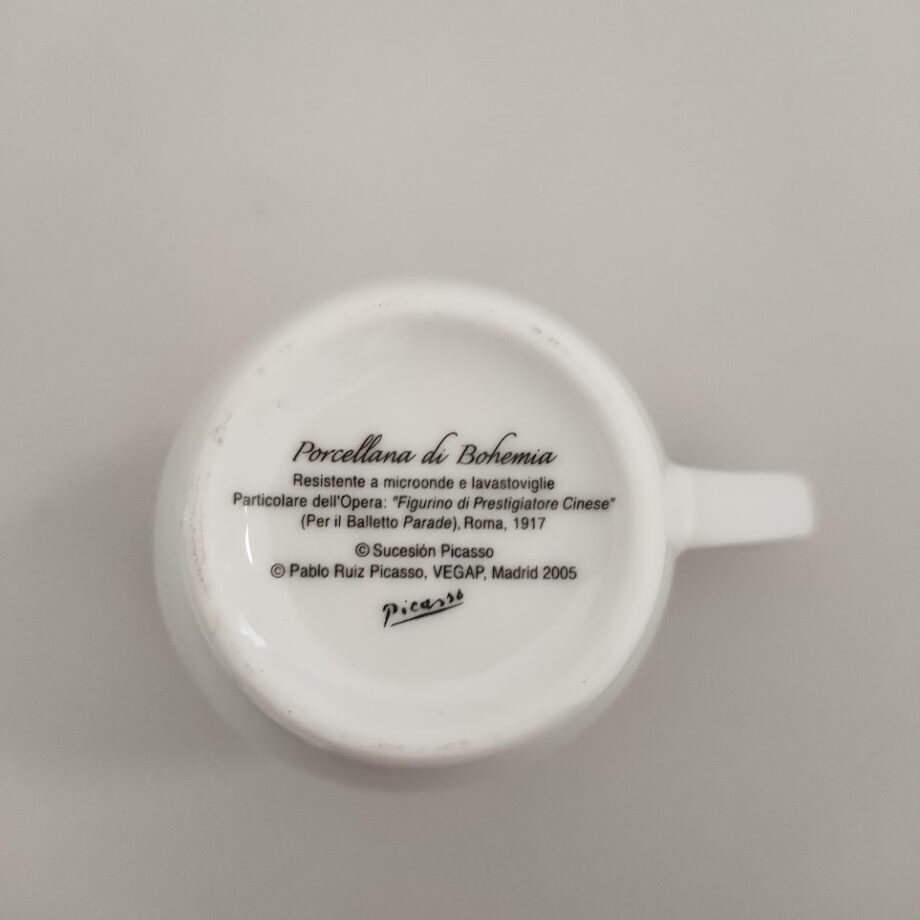 Porcellana di Bohemia
Resistente a microonde e lavastoviglie
Particolare dell'Opera: "Figurino di Prestigiatore Cinese"
(Per il Balletto Parade), Roma, 1917
© Sucesión Picasso
© Pablo Ruiz Picasso, VEGAP, Madrid 2005
Picasso